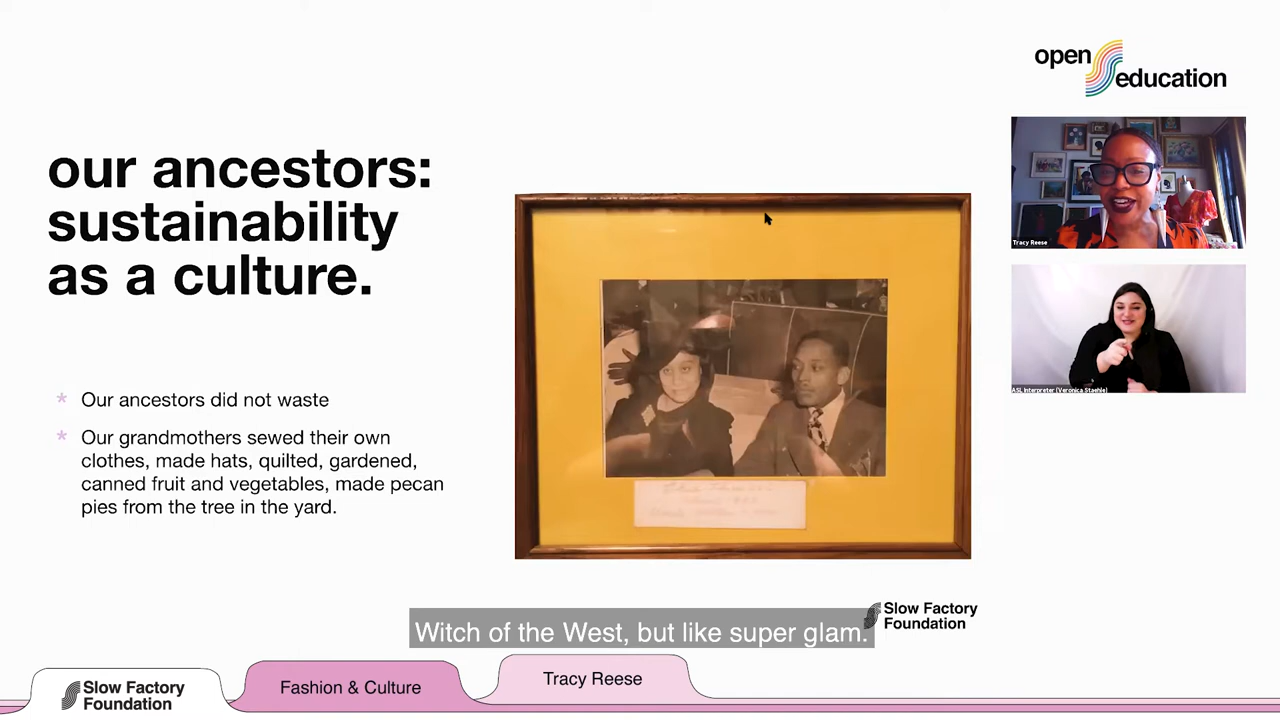 open
education
our ancestors:
sustainability
as a culture.
* Our ancestors did not waste
* Our grandmothers sewed their own
clothes, made hats, quilted, gardened,
canned fruit and vegetables, made pecan
pies from the tree in the yard.
Tracy Reese
ASL Interpreter (Veronica Staehle)
Slow Factory
Foundation
Witch of the West, but like super glam.
Slow Factory
Foundation
Fashion & Culture
Tracy Reese